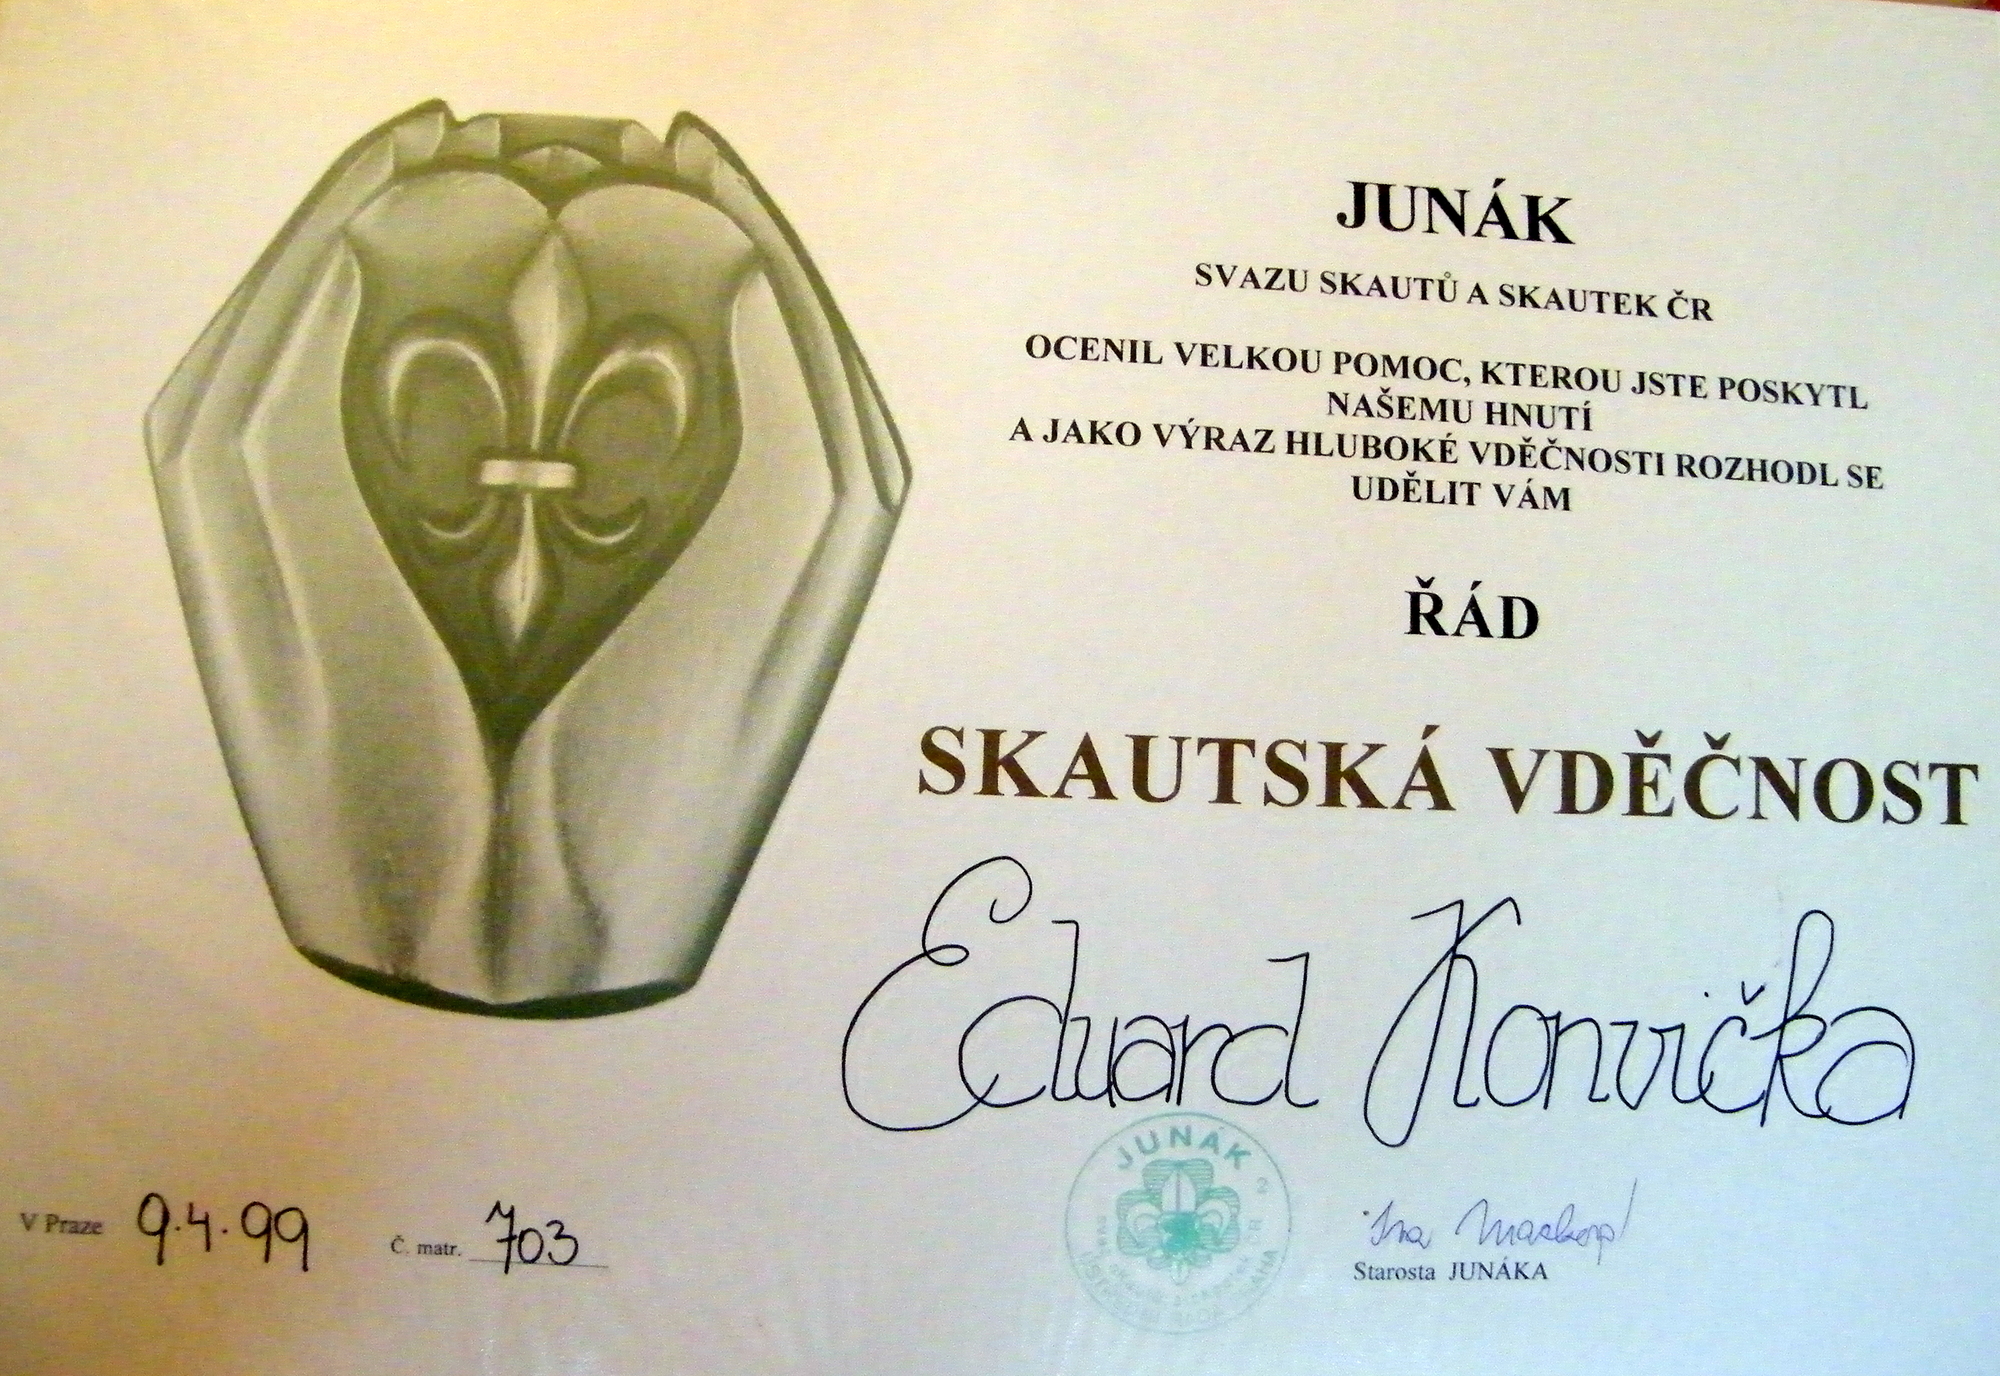 JUNÁK
SVAZU SKAUTŮ A SKAUTEK ČR
OCENIL VELKOU POMOC, KTEROU JSTE POSKYTL
NAŠEMU HNUTÍ
A JAKO VÝRAZ HLUBOKÉ VDĚČNOSTI ROZHODL SE
UDĚLIT VÁM
ŘÁD
SKAUTSKÁ VDĚČNOST
Eduard Konvička
V Praze 9.4.99
Č. matr. 703
JUNÁK
2
Starosta JUNÁKA